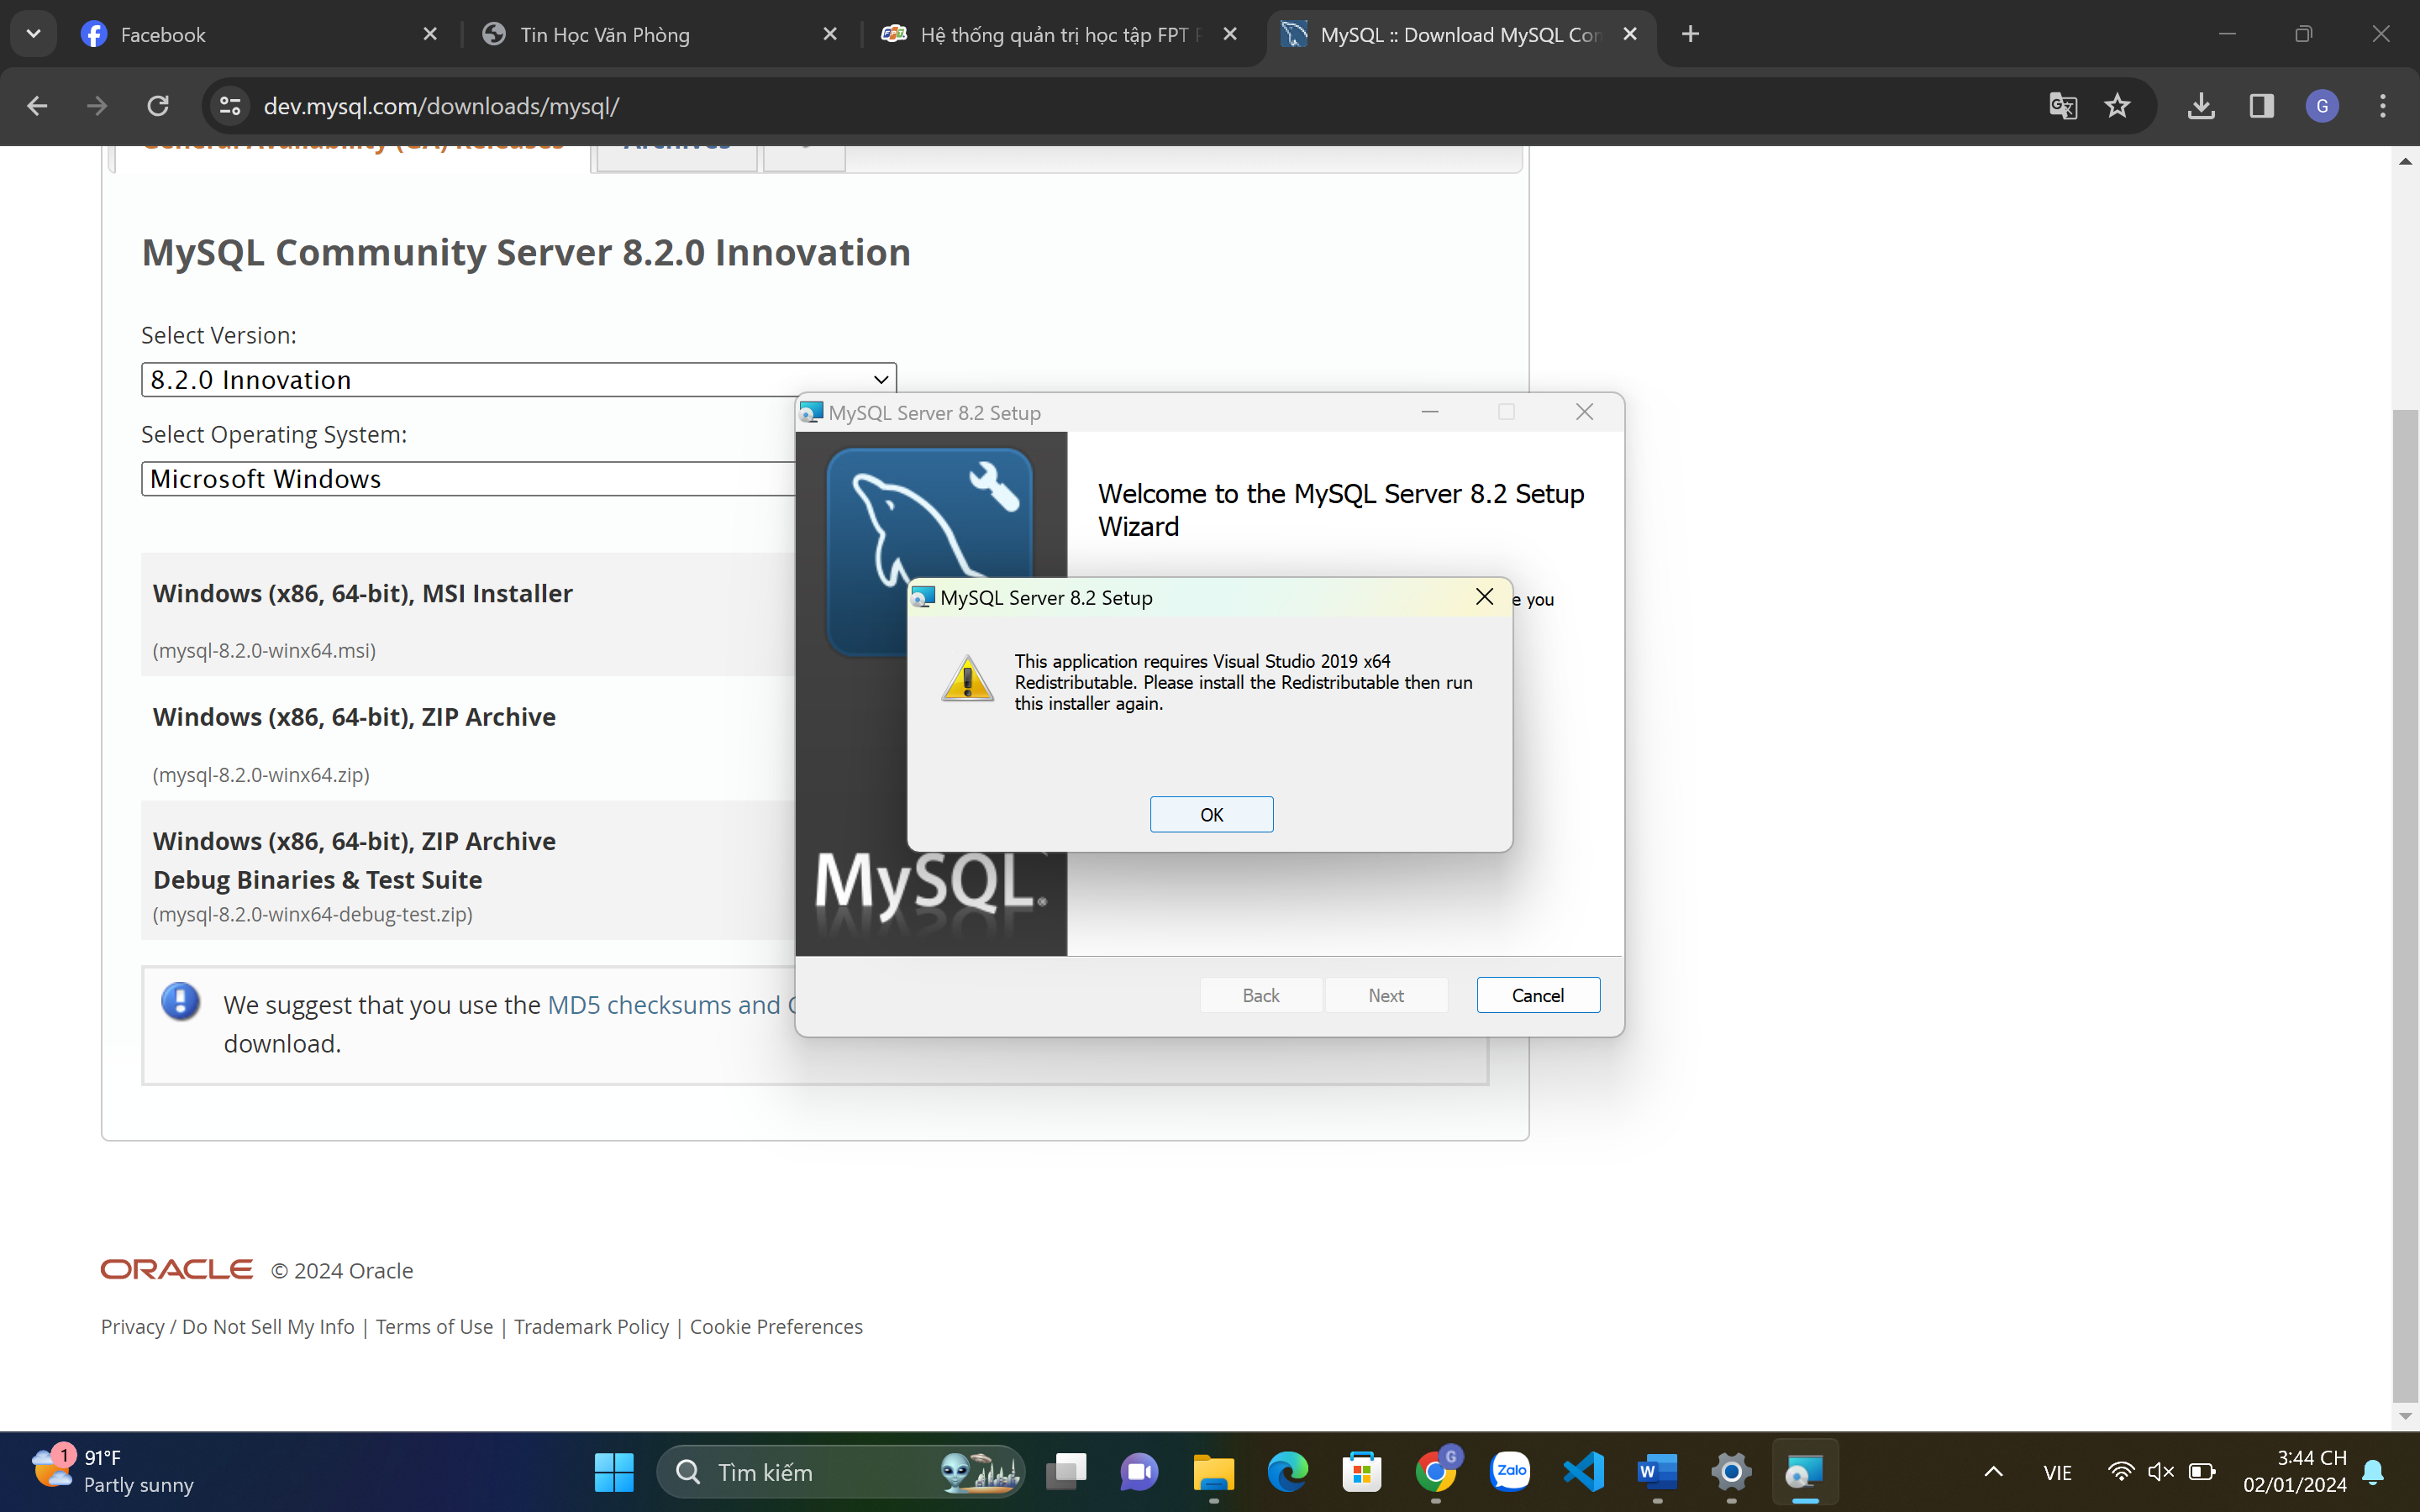 Facebook
Tin Học Văn Phòng
Hệ thống quản trị học tập FPT
MySQL :: Download MySQL Con
dev.mysql.com/downloads/mysql/
General Availability (GA) Releases
Archives
MySQL Community Server 8.2.0 Innovation
Select Version:
8.2.0 Innovation
Select Operating System:
Microsoft Windows
Windows (x86, 64-bit), MSI Installer
(mysql-8.2.0-winx64.msi)
Windows (x86, 64-bit), ZIP Archive
(mysql-8.2.0-winx64.zip)
Windows (x86, 64-bit), ZIP Archive
Debug Binaries & Test Suite
(mysql-8.2.0-winx64-debug-test.zip)
We suggest that you use the MD5 checksums and
download.
MySQL Server 8.2 Setup
Welcome to the MySQL Server 8.2 Setup
Wizard
e you
MySQL Server 8.2 Setup
This application requires Visual Studio 2019 x64
Redistributable. Please install the Redistributable then run
this installer again.
OK
MySQL®
Back
Next
Cancel
ORACLE © 2024 Oracle
Privacy / Do Not Sell My Info | Terms of Use | Trademark Policy | Cookie Preferences
1
91°F
Partly sunny
Tìm kiếm
G
Zalo
W
VIE
3:44 CH
02/01/2024
G